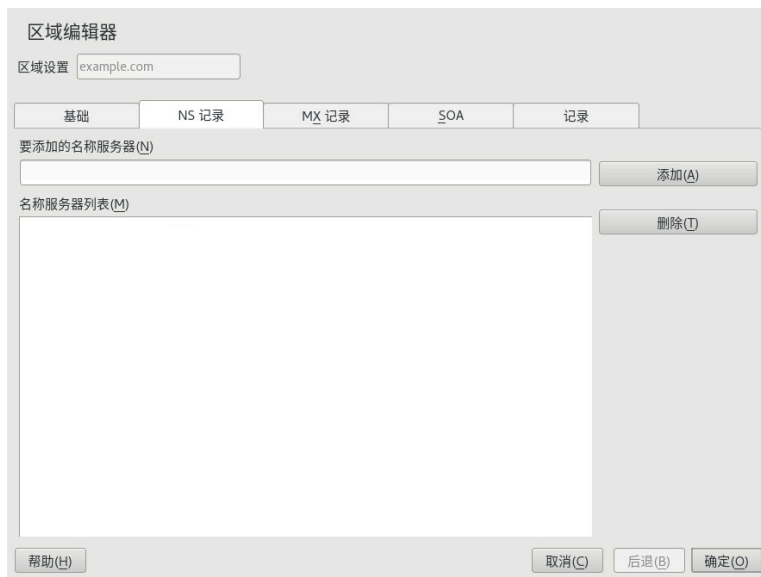 区域编辑器
区域设置 example.com
基础 NS 记录 MX 记录 SOA 记录
要添加的名称服务器(N)
添加(A)
名称服务器列表(M)
删除(T)
帮助(H) 取消(C) 后退(B) 确定(O)